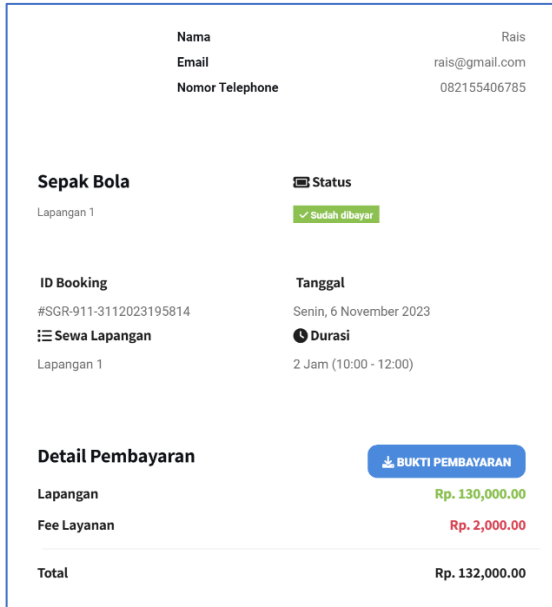 Nama Rais
Email rais@gmail.com
Nomor Telephone 082155406785
Sepak Bola Status
Lapangan 1 Sudah dibayar
ID Booking Tanggal
#SGR-911-3112023195814 Senin, 6 November 2023
Sewa Lapangan Durasi
Lapangan 1 2 Jam (10:00 - 12:00)
Detail Pembayaran BUKTI PEMBAYARAN
Lapangan Rp. 130,000.00
Fee Layanan Rp. 2,000.00
Total Rp. 132,000.00